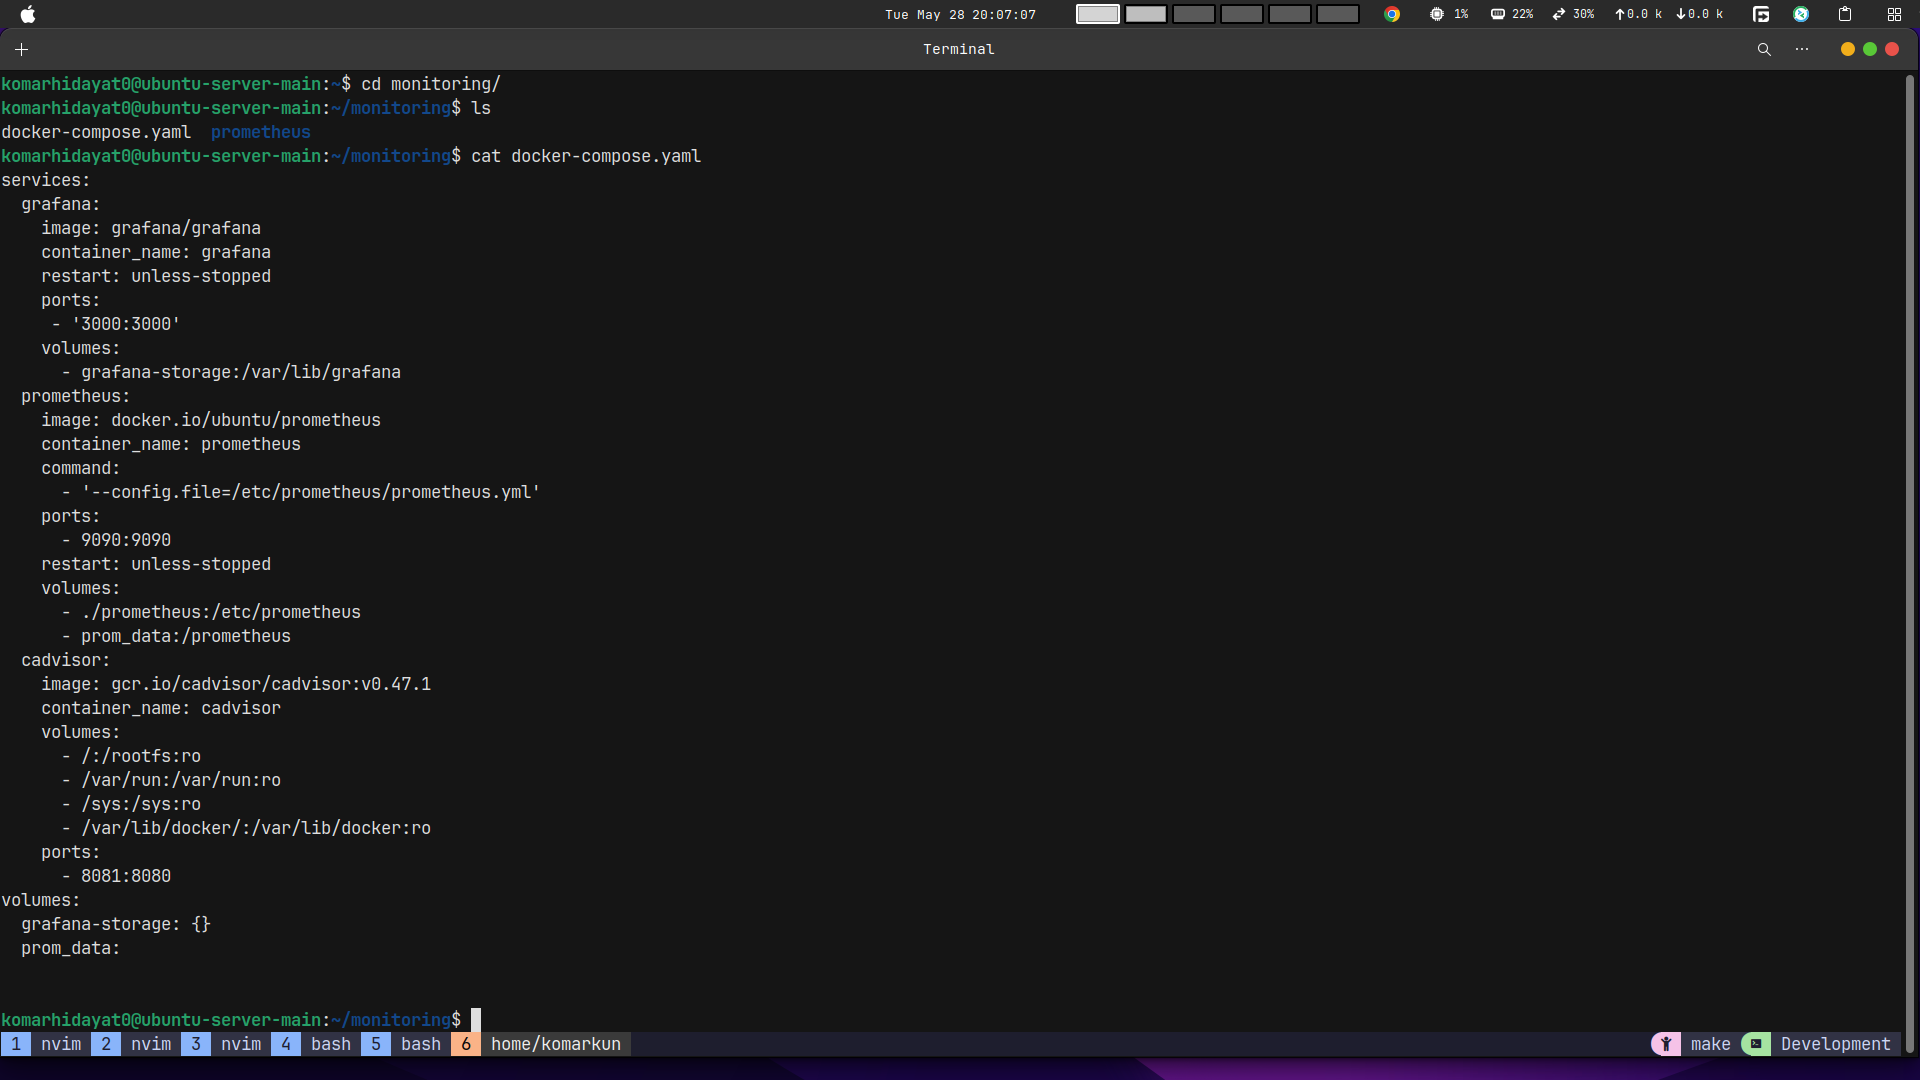 Tue May 28 20:07:07 1% 22% 30% 0.0 k 0.0 k
Terminal
komarhidayat0@ubuntu-server-main:~$ cd monitoring/
komarhidayat0@ubuntu-server-main:~/monitoring$ ls
docker-compose.yaml  prometheus
komarhidayat0@ubuntu-server-main:~/monitoring$ cat docker-compose.yaml
services:
  grafana:
    image: grafana/grafana
    container_name: grafana
    restart: unless-stopped
    ports:
     - '3000:3000'
    volumes:
      - grafana-storage:/var/lib/grafana
  prometheus:
    image: docker.io/ubuntu/prometheus
    container_name: prometheus
    command:
      - '--config.file=/etc/prometheus/prometheus.yml'
    ports:
      - 9090:9090
    restart: unless-stopped
    volumes:
      - ./prometheus:/etc/prometheus
      - prom_data:/prometheus
  cadvisor:
    image: gcr.io/cadvisor/cadvisor:v0.47.1
    container_name: cadvisor
    volumes:
      - /:/rootfs:ro
      - /var/run:/var/run:ro
      - /sys:/sys:ro
      - /var/lib/docker/:/var/lib/docker:ro
    ports:
      - 8081:8080
volumes:
  grafana-storage: {}
  prom_data:
komarhidayat0@ubuntu-server-main:~/monitoring$
1 nvim 2 nvim 3 nvim 4 bash 5 bash 6 home/komarkun make Development